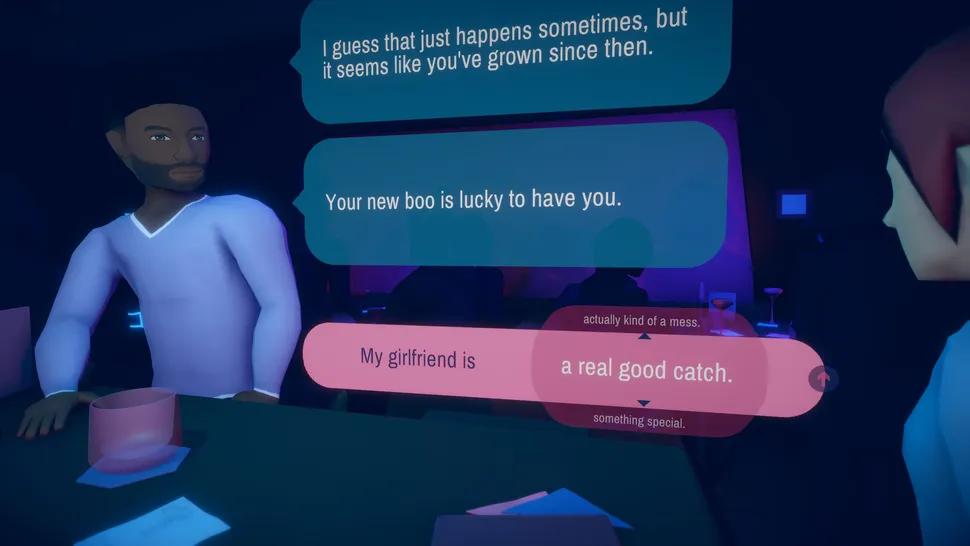 I guess that just happens sometimes, but
it seems like you've grown since then.
Your new boo is lucky to have you.
actually kind of a mess.
My girlfriend is a real good catch.
something special.